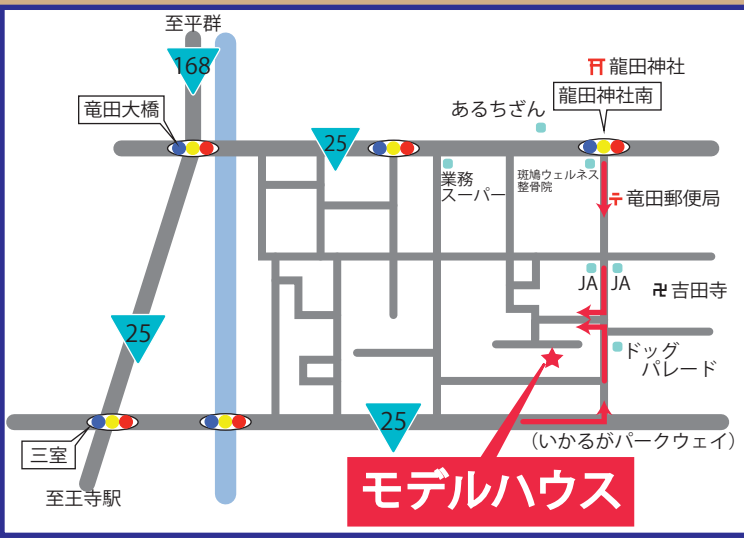 至平群
168
龍田神社
竜田大橋
龍田神社南
あるちざん
25
業務
スーパー
斑鳩ウェルネス
整骨院
竜田郵便局
JA
JA
吉田寺
25
ドッグ
パレード
25
(いかるがパークウェイ)
三室
モデルハウス
至王寺駅